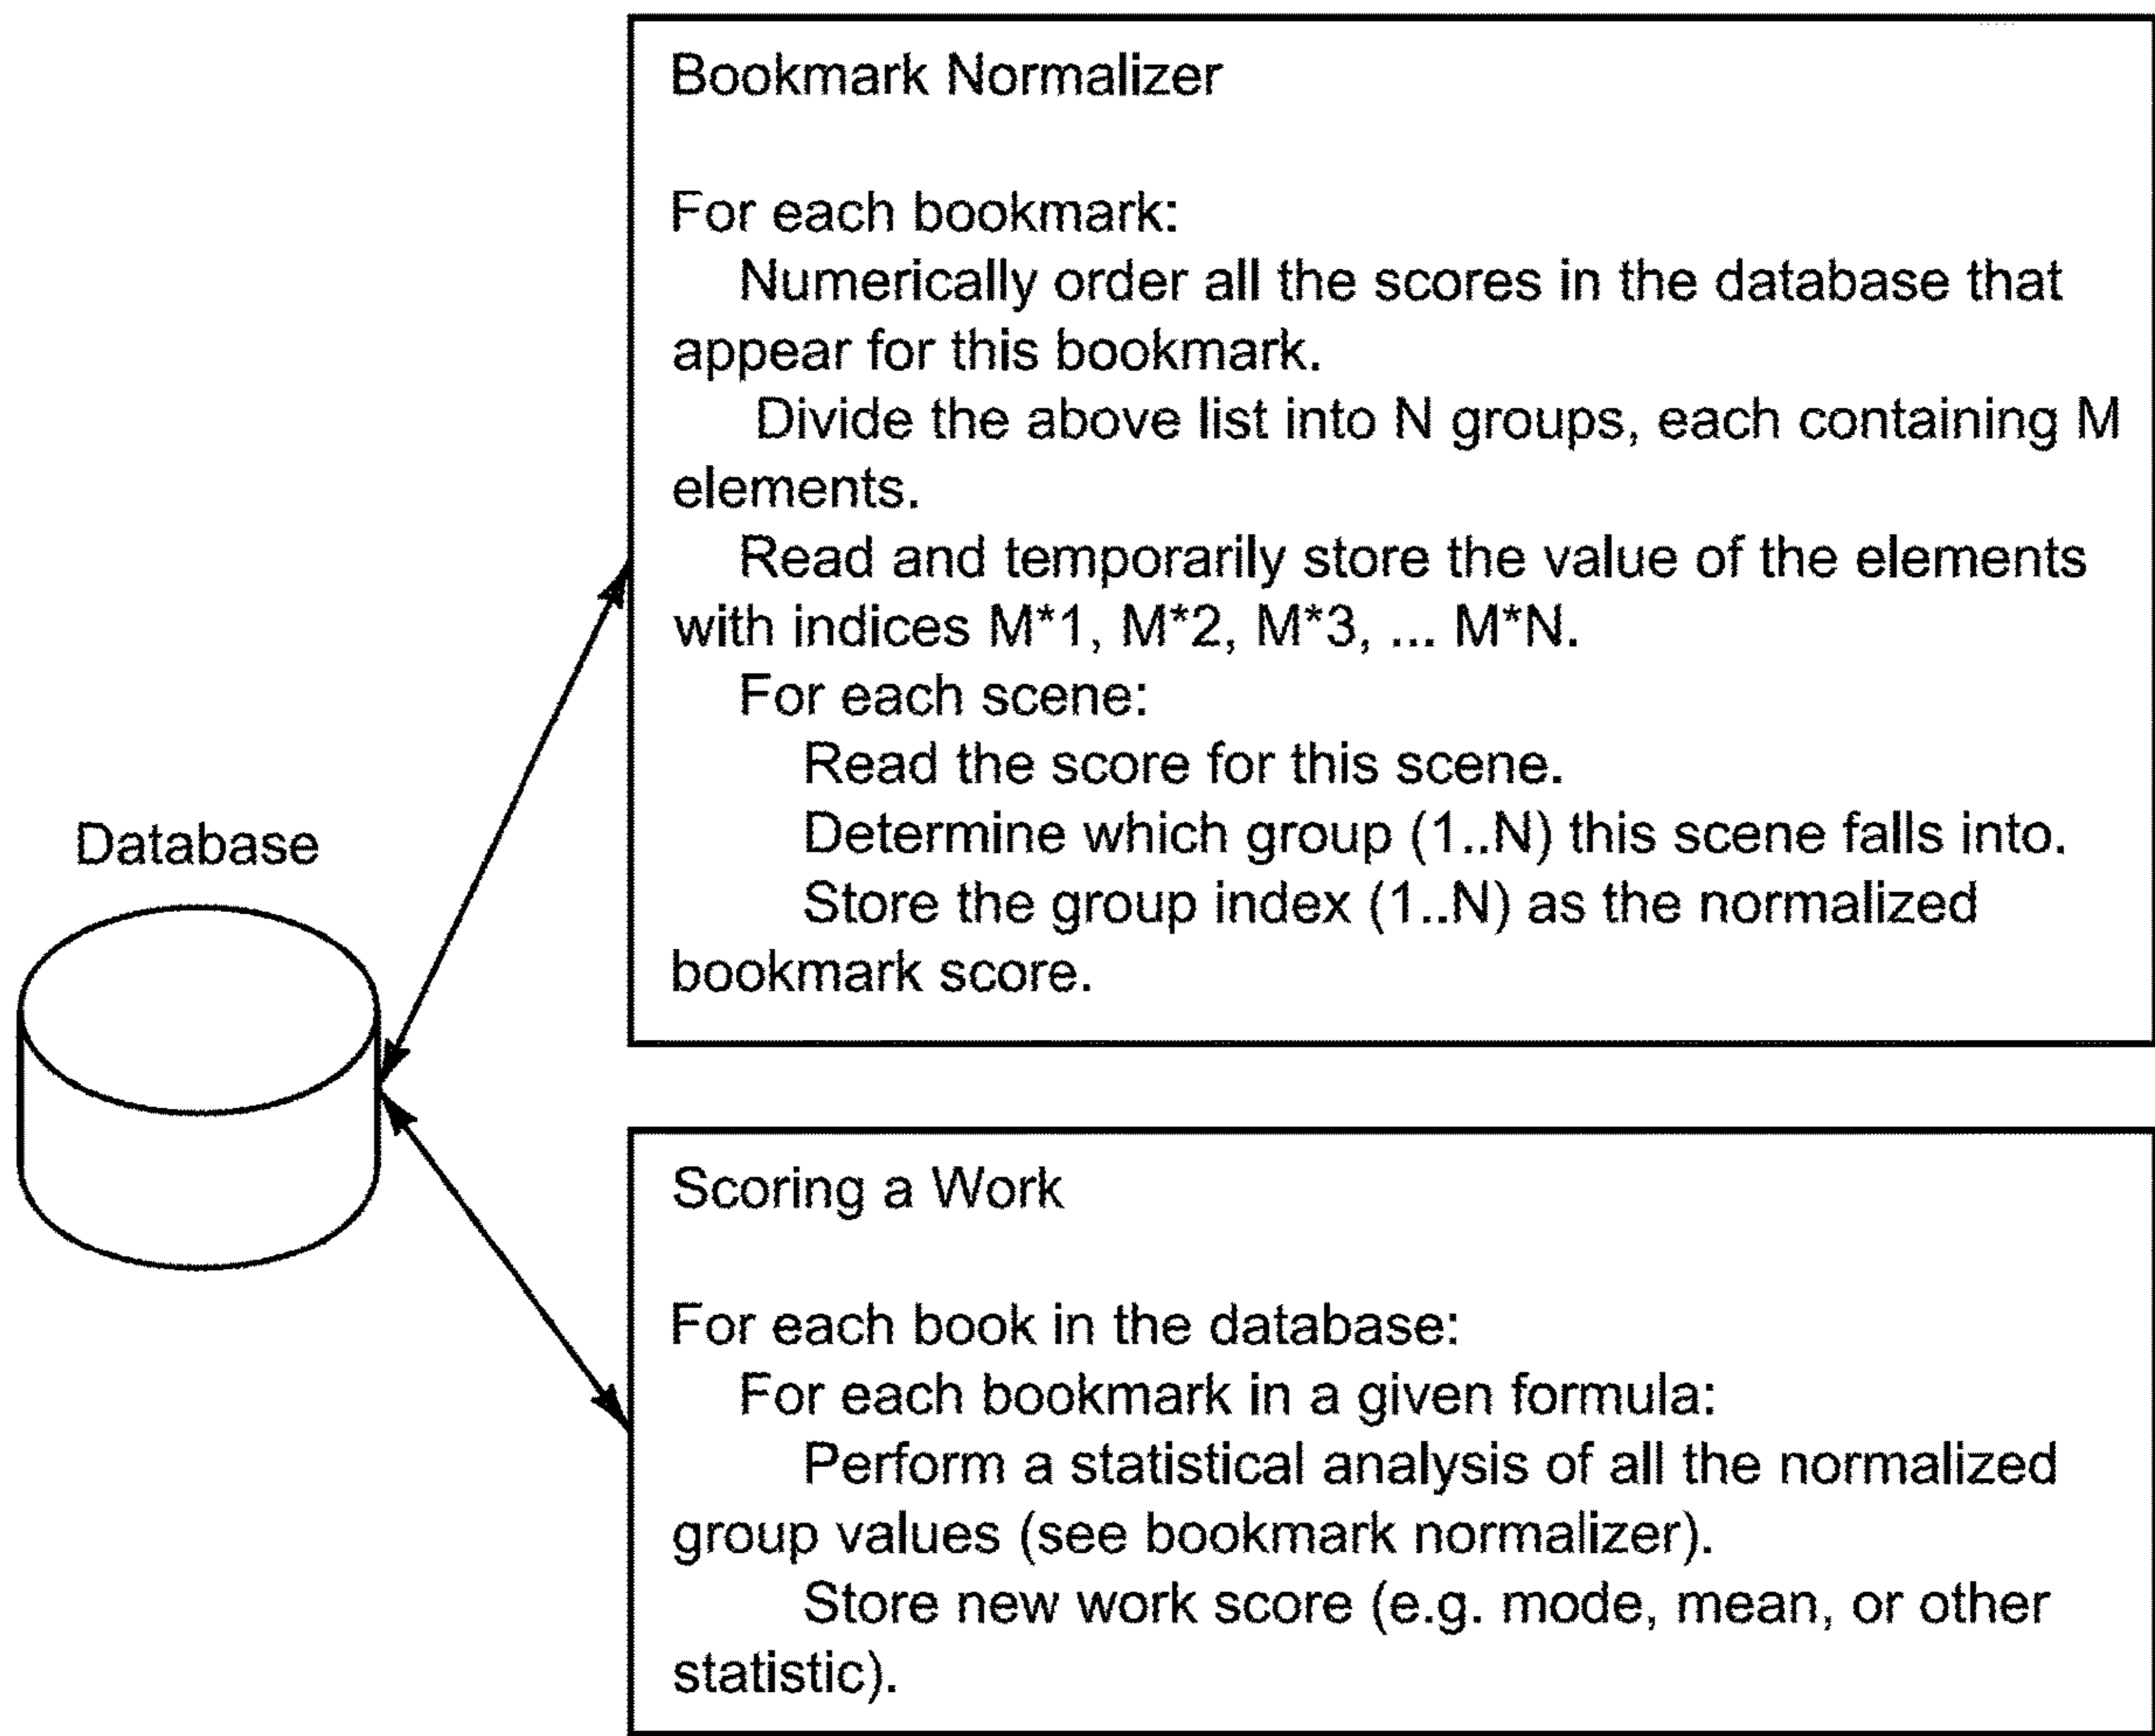 Bookmark Normalizer
For each bookmark:
Numerically order all the scores in the database that
appear for this bookmark.
Divide the above list into N groups, each containing M
elements.
Read and temporarily store the value of the elements
with indices M*1, M*2, M*3, ... M*N.
For each scene:
Read the score for this scene.
Determine which group (1..N) this scene falls into.
Store the group index (1..N) as the normalized
bookmark score.
Database
Scoring a Work
For each book in the database:
For each bookmark in a given formula:
Perform a statistical analysis of all the normalized
group values (see bookmark normalizer).
Store new work score (e.g. mode, mean, or other
statistic).